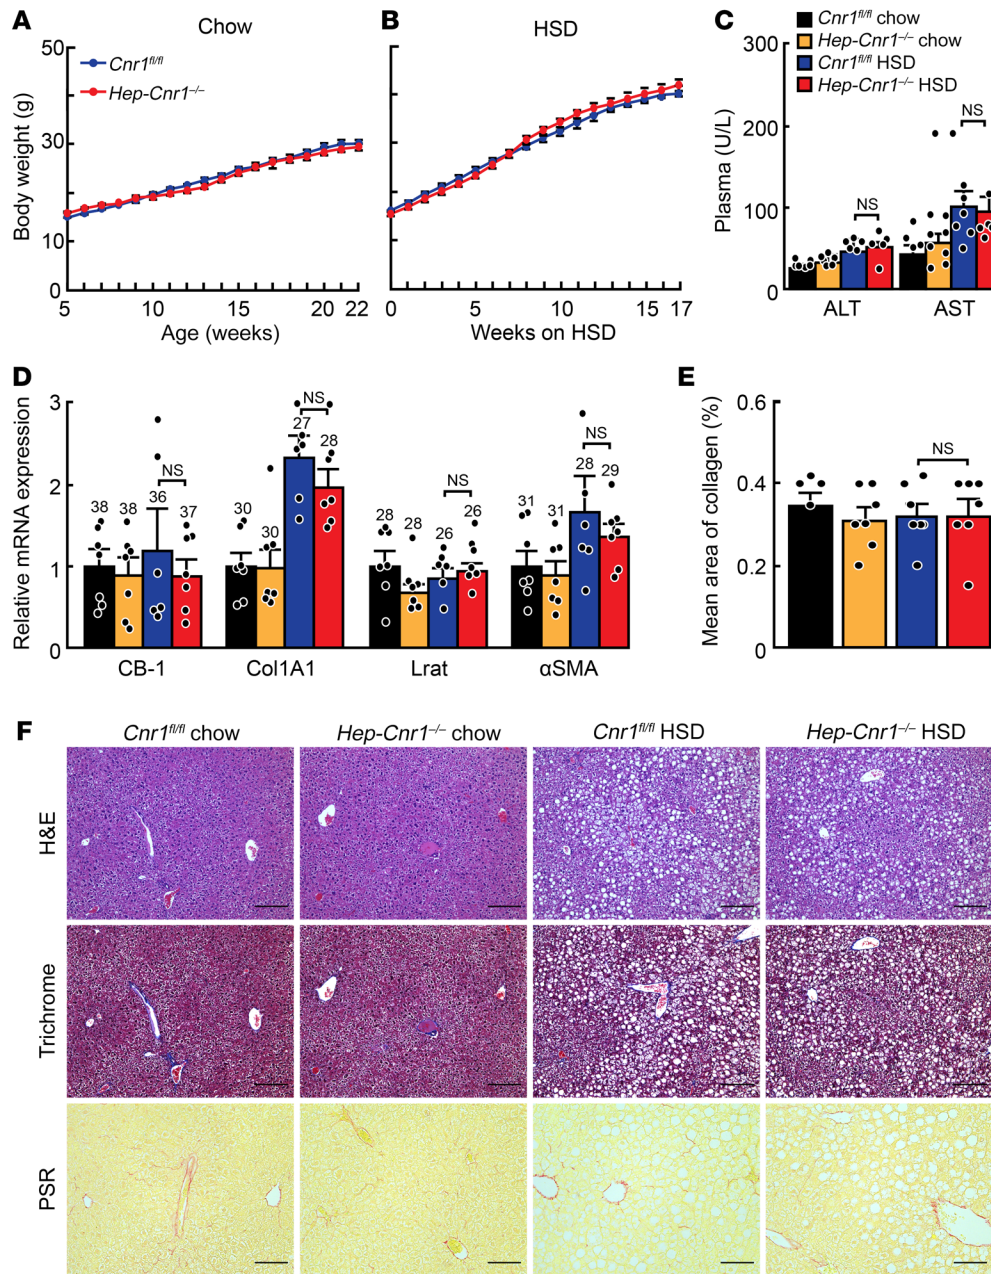 A
Chow
Body weight (g)
50
30
10
0
Cnr1fl/fl
Hep-Cnr1–/–
5
10
15
20
22
Age (weeks)
B
HSD
0
5
10
15
17
Weeks on HSD
C
Cnr1fl/fl chow
Hep-Cnr1–/– chow
Cnr1fl/fl HSD
Hep-Cnr1–/– HSD
Plasma (U/L)
300
200
100
0
NS
NS
ALT
AST
D
Relative mRNA expression
3
2
1
0
38
38
36
NS
37
30
30
27
NS
28
28
28
26
NS
26
31
31
28
NS
29
CB-1
Col1A1
Lrat
αSMA
E
Mean area of collagen (%)
0.6
0.4
0.2
0
NS
F
Cnr1fl/fl chow
Hep-Cnr1–/– chow
Cnr1fl/fl HSD
Hep-Cnr1–/– HSD
H&E
Trichrome
PSR